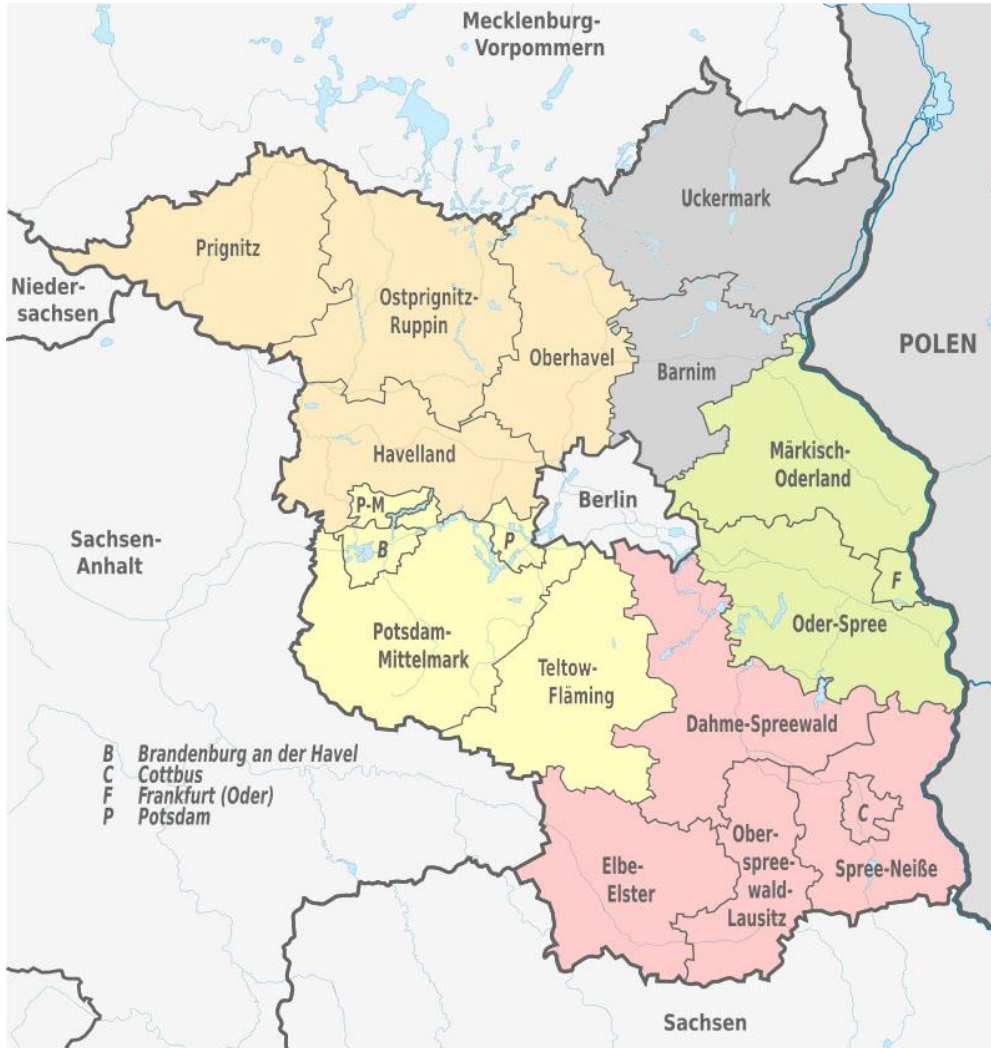 Mecklenburg-
Vorpommern
Uckermark
Prignitz
Nieder-
sachsen
Ostprignitz-
Ruppin
Oberhavel
Barnim
POLEN
Havelland
Märkisch-
Oderland
P-M
Berlin
Sachsen-
Anhalt
B
P
F
Potsdam-
Mittelmark
Oder-Spree
Teltow-
Fläming
Dahme-Spreewald
B Brandenburg an der Havel
C Cottbus
F Frankfurt (Oder)
P Potsdam
C
Elbe-
Elster
Ober-
spree-
wald-
Lausitz
Spree-Neiße
Sachsen